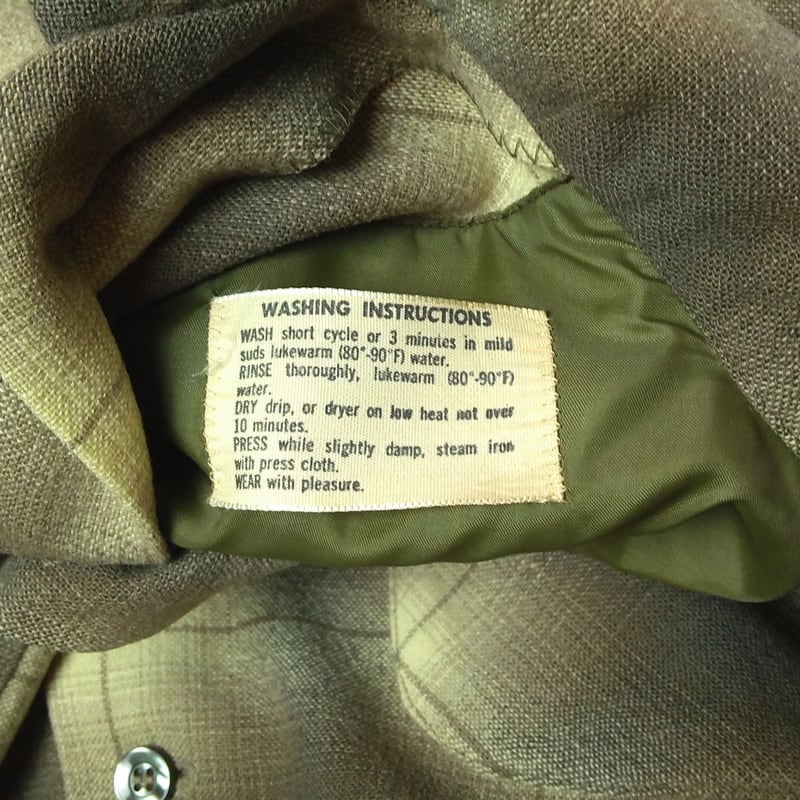 WASHING INSTRUCTIONS
WASH short cycle or 3 minutes in mild
suds lukewarm (80°-90°F) water.
RINSE thoroughly, lukewarm (80°-90°F)
water.
DRY drip, or dryer on low heat not over
10 minutes.
PRESS while slightly damp, steam iron
with press cloth.
WEAR with pleasure.